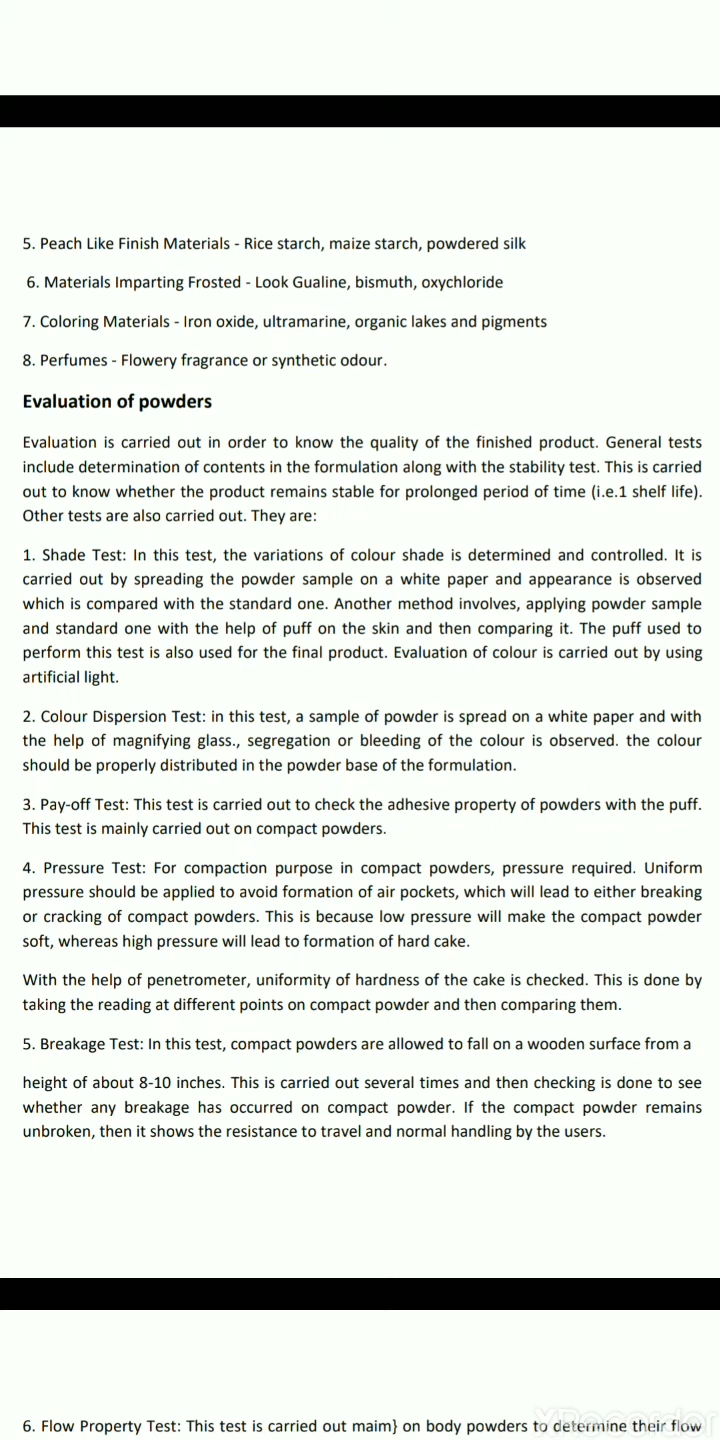 5. Peach Like Finish Materials - Rice starch, maize starch, powdered silk
6. Materials Imparting Frosted - Look Gualine, bismuth, oxychloride
7. Coloring Materials - Iron oxide, ultramarine, organic lakes and pigments
8. Perfumes - Flowery fragrance or synthetic odour.
Evaluation of powders
Evaluation is carried out in order to know the quality of the finished product. General tests
include determination of contents in the formulation along with the stability test. This is carried
out to know whether the product remains stable for prolonged period of time (i.e.1 shelf life).
Other tests are also carried out. They are:
1. Shade Test: In this test, the variations of colour shade is determined and controlled. It is
carried out by spreading the powder sample on a white paper and appearance is observed
which is compared with the standard one. Another method involves, applying powder sample
and standard one with the help of puff on the skin and then comparing it. The puff used to
perform this test is also used for the final product. Evaluation of colour is carried out by using
artificial light.
2. Colour Dispersion Test: in this test, a sample of powder is spread on a white paper and with
the help of magnifying glass., segregation or bleeding of the colour is observed. the colour
should be properly distributed in the powder base of the formulation.
3. Pay-off Test: This test is carried out to check the adhesive property of powders with the puff.
This test is mainly carried out on compact powders.
4. Pressure Test: For compaction purpose in compact powders, pressure required. Uniform
pressure should be applied to avoid formation of air pockets, which will lead to either breaking
or cracking of compact powders. This is because low pressure will make the compact powder
soft, whereas high pressure will lead to formation of hard cake.
With the help of penetrometer, uniformity of hardness of the cake is checked. This is done by
taking the reading at different points on compact powder and then comparing them.
5. Breakage Test: In this test, compact powders are allowed to fall on a wooden surface from a
height of about 8-10 inches. This is carried out several times and then checking is done to see
whether any breakage has occurred on compact powder. If the compact powder remains
unbroken, then it shows the resistance to travel and normal handling by the users.
6. Flow Property Test: This test is carried out maim} on body powders to determine their flow
XRecorder